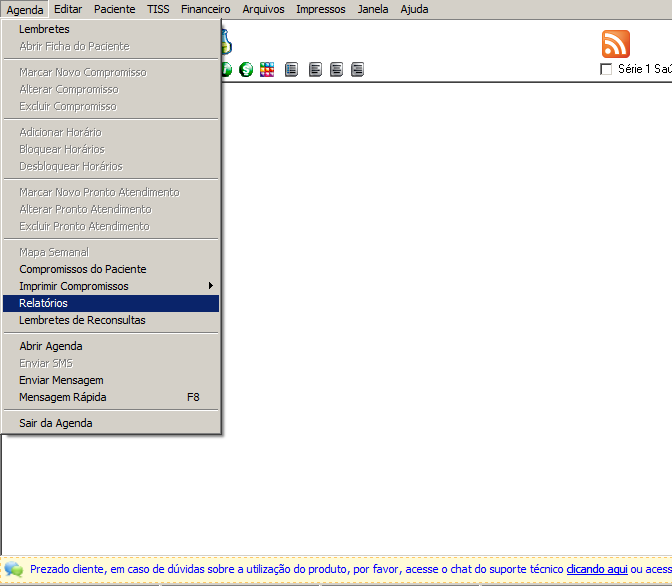 Agenda Editar Paciente TISS Financeiro Arquivos Impressos Janela Ajuda
Lembretes
Abrir Ficha do Paciente
Série 1 Saú
Marcar Novo Compromisso
Alterar Compromisso
Excluir Compromisso
Adicionar Horário
Bloquear Horários
Desbloquear Horários
Marcar Novo Pronto Atendimento
Alterar Pronto Atendimento
Excluir Pronto Atendimento
Mapa Semanal
Compromissos do Paciente
Imprimir Compromissos
Relatórios
Lembretes de Reconsultas
Abrir Agenda
Enviar SMS
Enviar Mensagem
Mensagem Rápida F8
Sair da Agenda
Prezado cliente, em caso de dúvidas sobre a utilização do produto, por favor, acesse o chat do suporte técnico clicando aqui ou acess